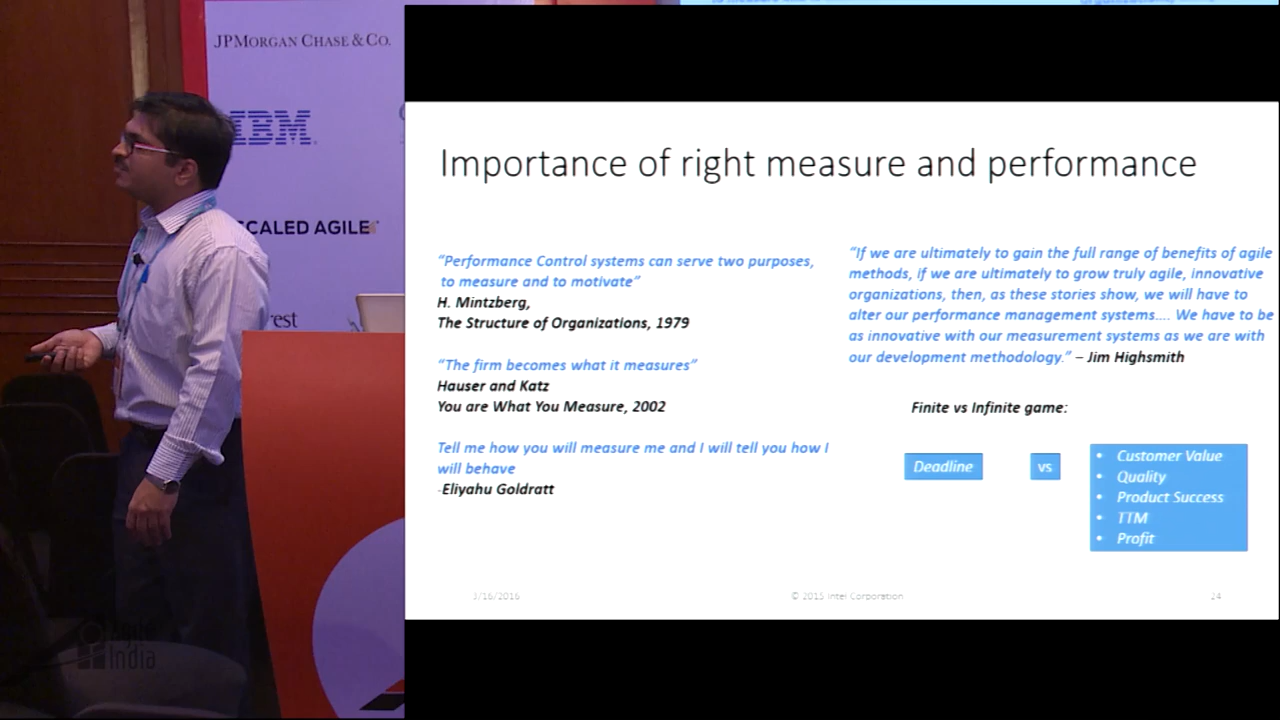 JPMORGAN CHASE & CO.
IBM
SCALED AGILE
rest
Importance of right measure and performance
“Performance Control systems can serve two purposes,
to measure and to motivate”
H. Mintzberg,
The Structure of Organizations, 1979
“The firm becomes what it measures”
Hauser and Katz
You are What You Measure, 2002
Tell me how you will measure me and I will tell you how I
will behave
-Eliyahu Goldratt
“If we are ultimately to gain the full range of benefits of agile
methods, if we are ultimately to grow truly agile, innovative
organizations, then, as these stories show, we will have to
alter our performance management systems.... We have to be
as innovative with our measurement systems as we are with
our development methodology.” – Jim Highsmith
Finite vs Infinite game:
Deadline
vs
• Customer Value
• Quality
• Product Success
• TTM
• Profit
3/16/2016
© 2015 Intel Corporation
24
Agile
India